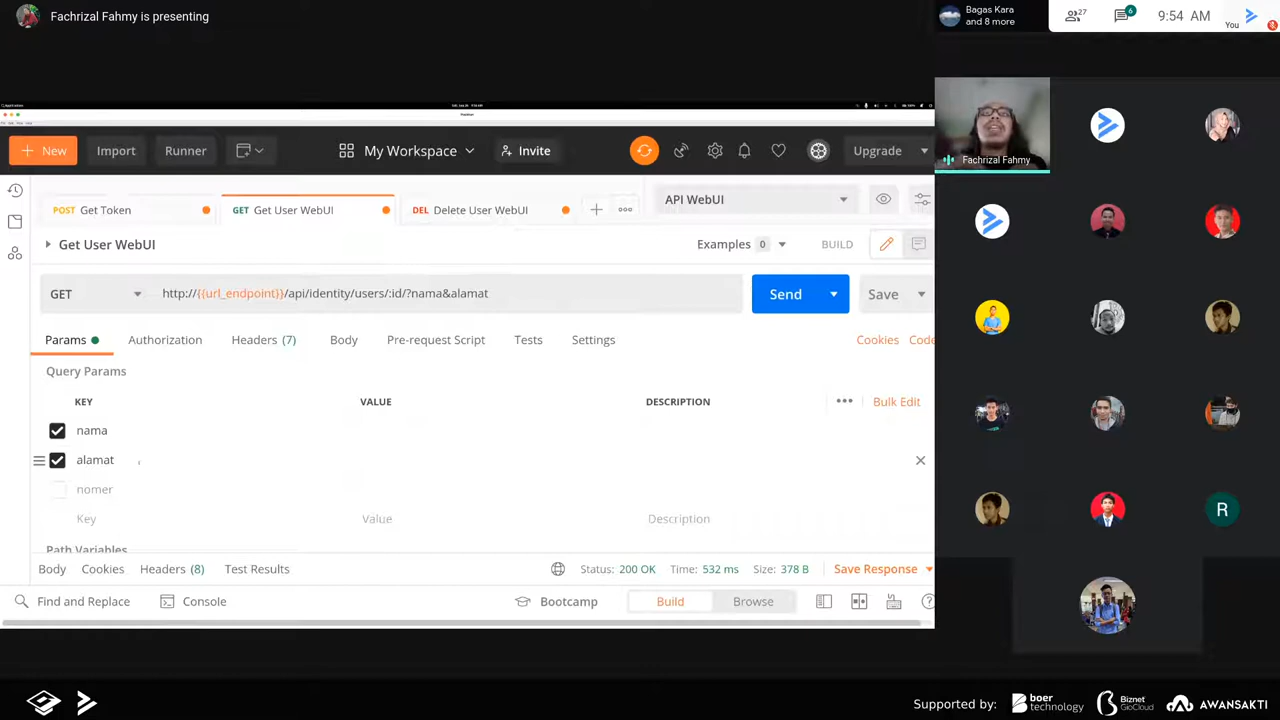 Fachrizal Fahmy is presenting
Bagas Kara
and 8 more
27
6
9:54 AM
You
New
Import
Runner
My Workspace
Invite
Upgrade
POST Get Token
GET Get User WebUI
DEL Delete User WebUI
API WebUI
Get User WebUI
Examples 0
BUILD
GET
http://{{url_endpoint}}/api/identity/users/:id/?nama&alamat
Send
Save
Params
Authorization
Headers (7)
Body
Pre-request Script
Tests
Settings
Cookies
Code
Query Params
KEY
VALUE
DESCRIPTION
Bulk Edit
nama
alamat
nomer
Key
Value
Description
Path Variables
Body
Cookies
Headers (8)
Test Results
Status: 200 OK
Time: 532 ms
Size: 378 B
Save Response
Find and Replace
Console
Bootcamp
Build
Browse
Fachrizal Fahmy
R
Supported by:
boer
technology
Biznet
GioCloud
AWANSAKTI